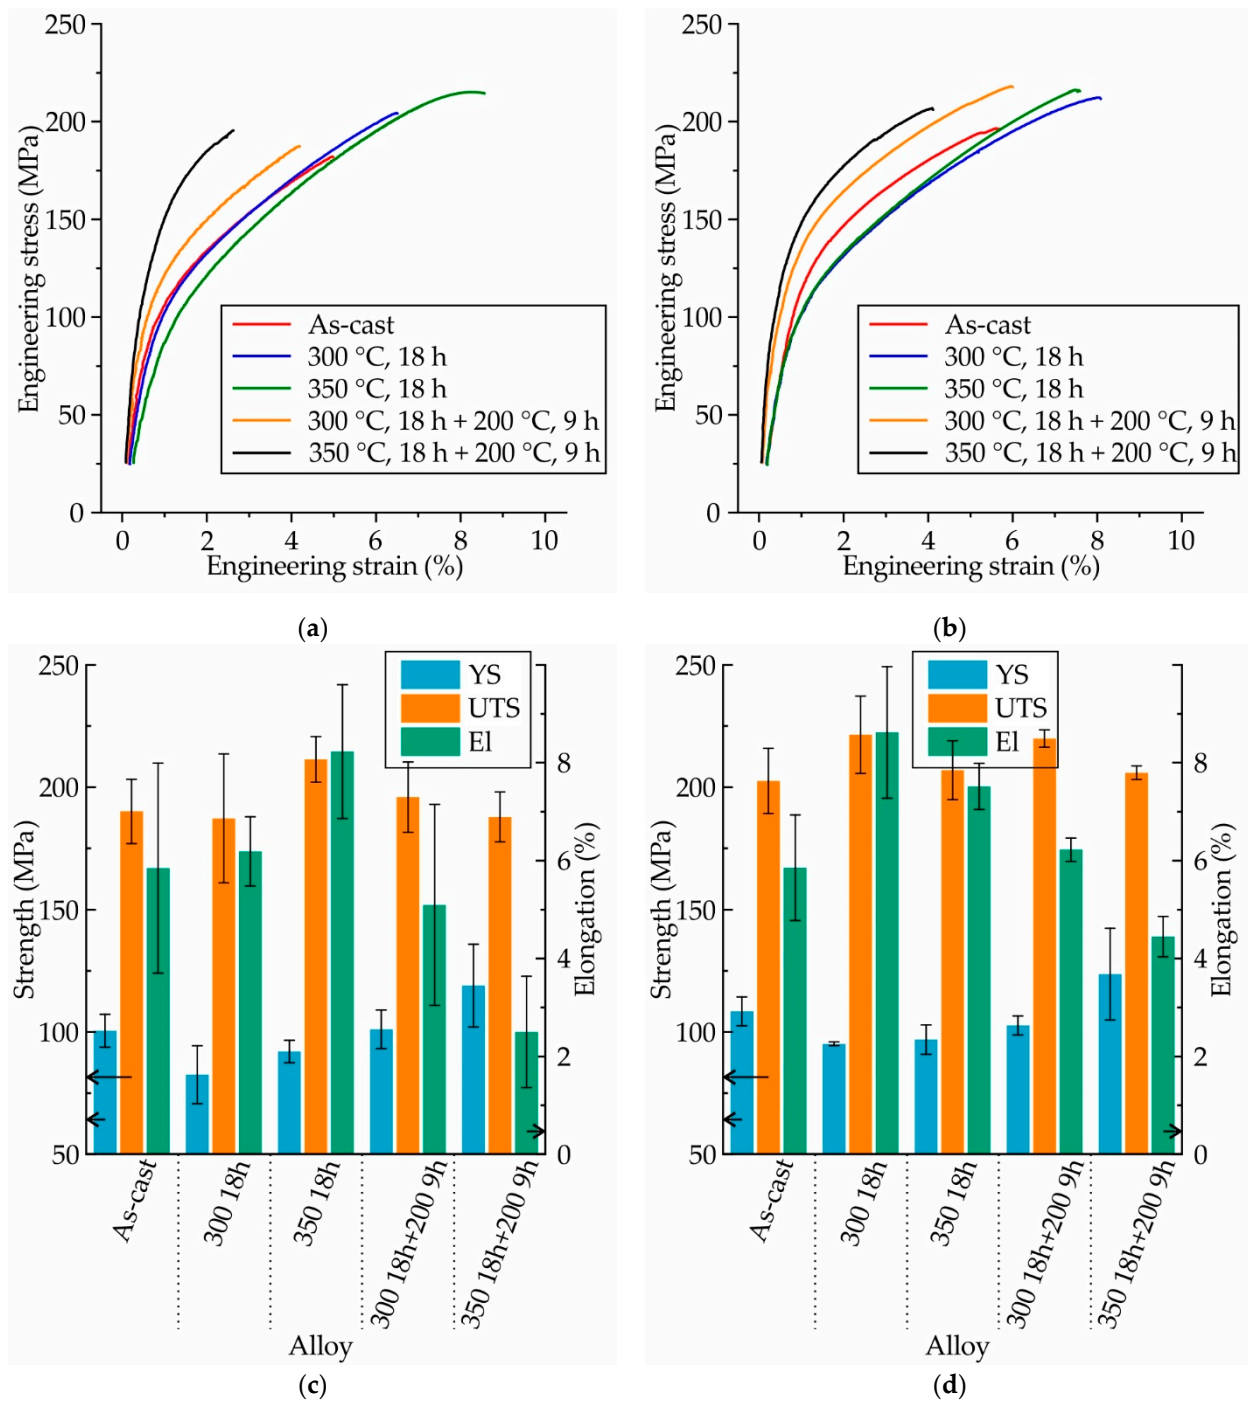 250
200
150
100
50
0
Engineering stress (MPa)
As-cast
300 °C, 18 h
350 °C, 18 h
300 °C, 18 h + 200 °C, 9 h
350 °C, 18 h + 200 °C, 9 h
0 2 4 6 8 10
Engineering strain (%)
(a)
250
200
150
100
50
0
Engineering stress (MPa)
As-cast
300 °C, 18 h
350 °C, 18 h
300 °C, 18 h + 200 °C, 9 h
350 °C, 18 h + 200 °C, 9 h
0 2 4 6 8 10
Engineering strain (%)
(b)
250
200
150
100
50
Strength (MPa)
YS
UTS
El
8
6
4
2
0
Elongation (%)
As-cast
300 18h
350 18h
300 18h+200 9h
350 18h+200 9h
Alloy
(c)
250
200
150
100
50
Strength (MPa)
YS
UTS
El
8
6
4
2
0
Elongation (%)
As-cast
300 18h
350 18h
300 18h+200 9h
350 18h+200 9h
Alloy
(d)